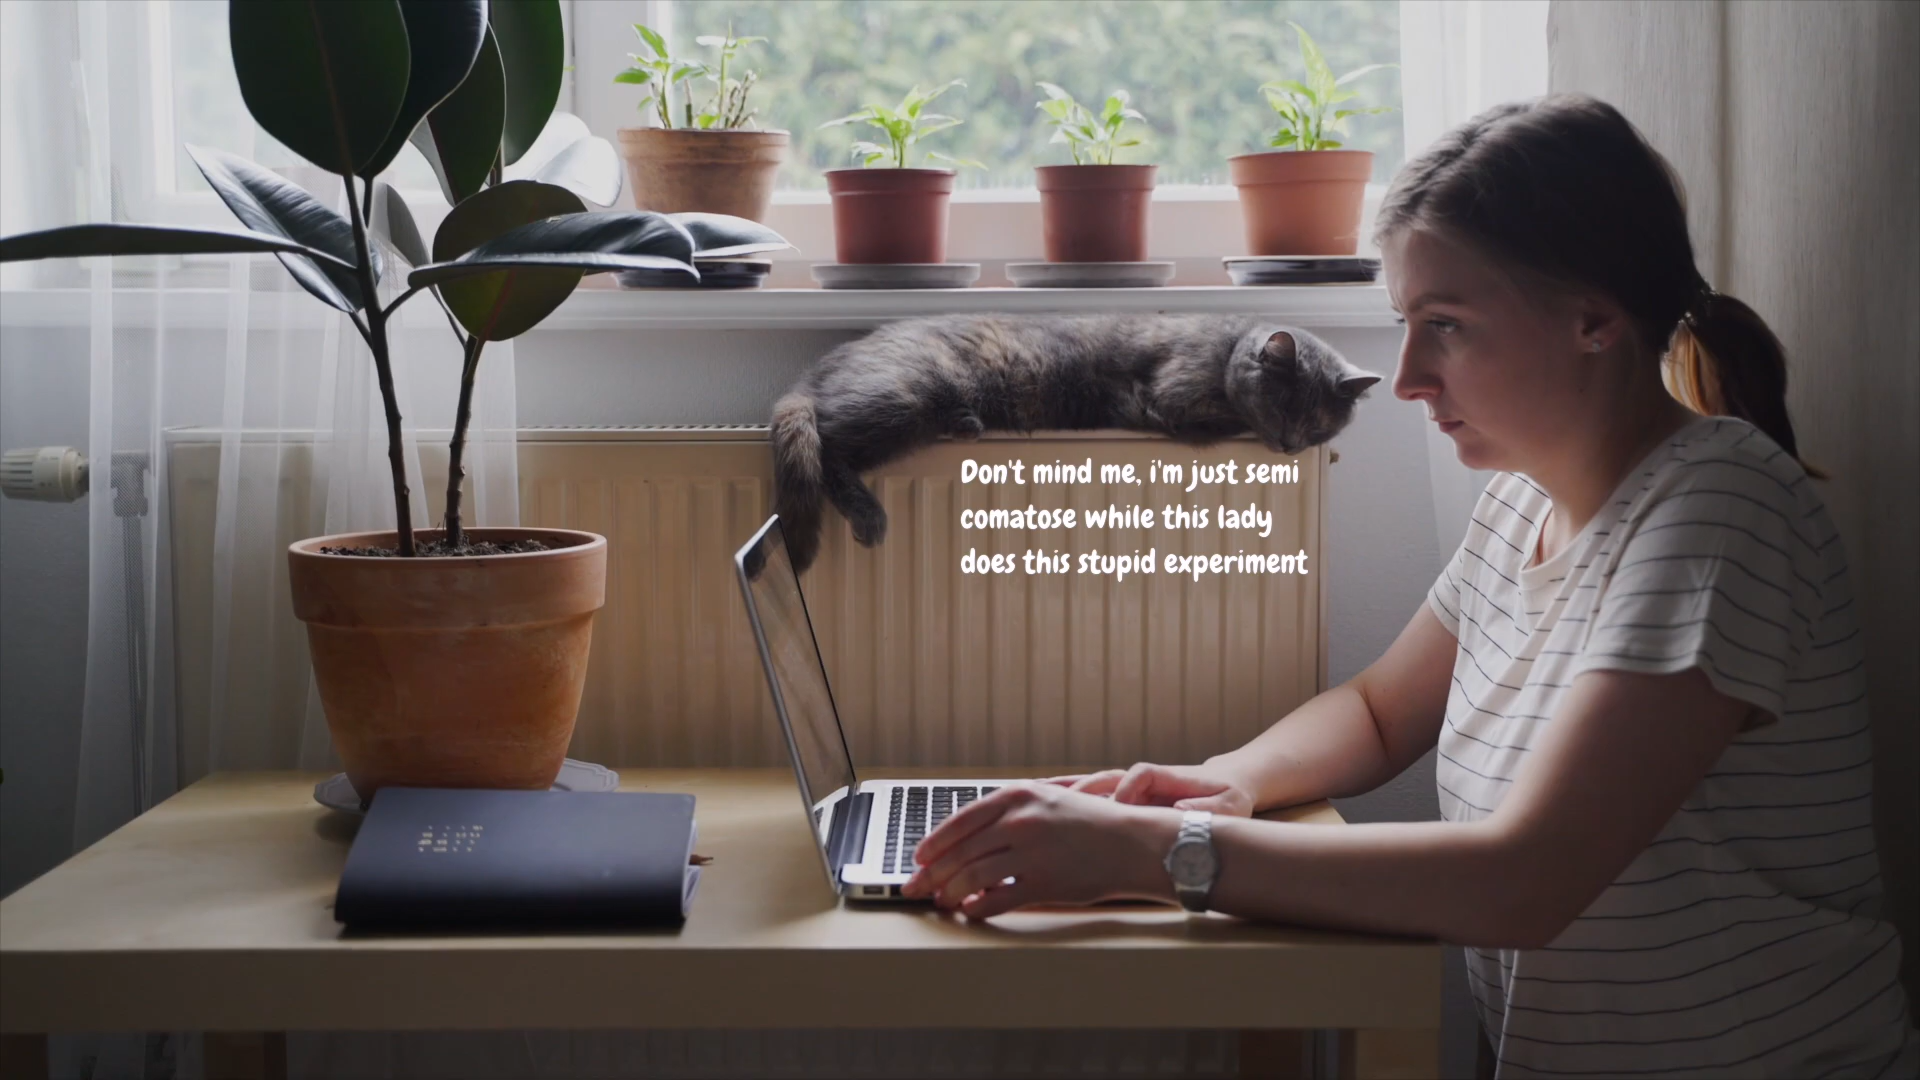 Don't mind me, i'm just semi
comatose while this lady
does this stupid experiment